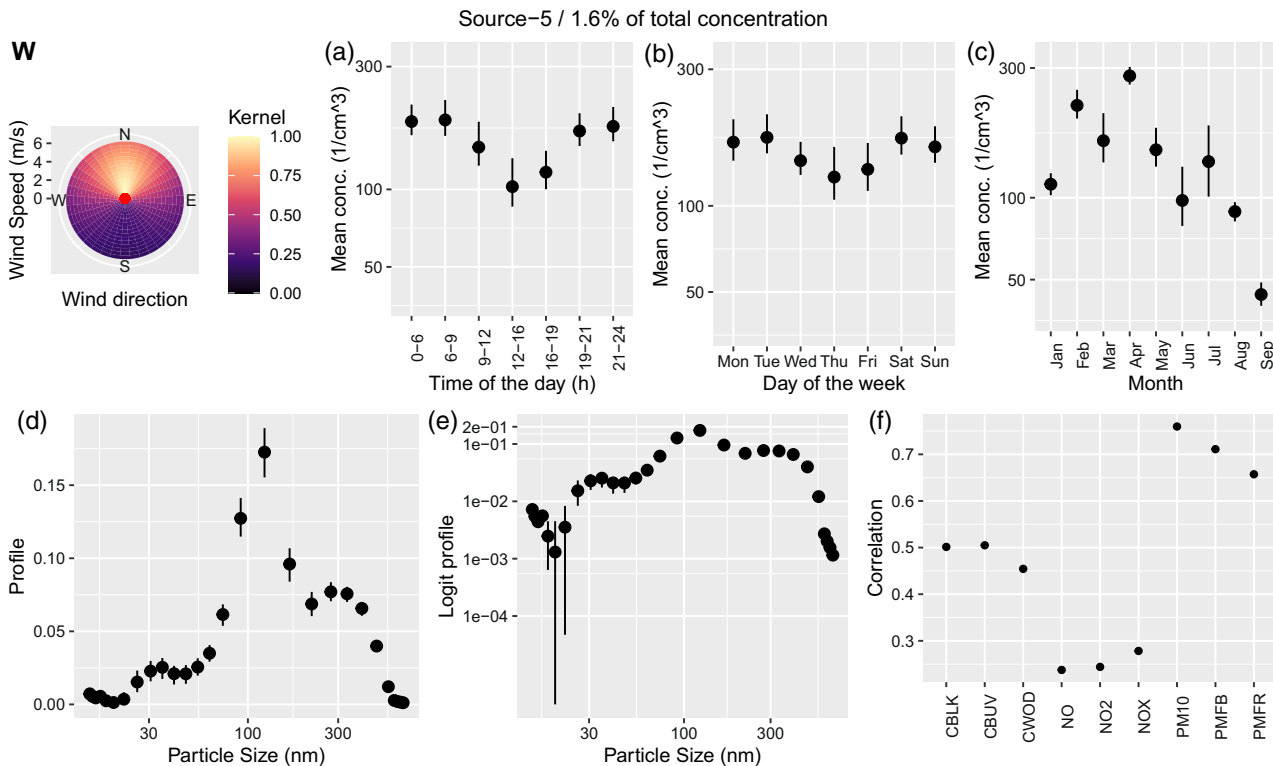 Source−5 / 1.6% of total concentration
W
Wind Speed (m/s)
6
4
2
0
N
W
E
S
Wind direction
Kernel
1.00
0.75
0.50
0.25
0.00
(a)
Mean conc. (1/cm^3)
300
100
50
0−6
6−9
9−12
12−16
16−19
19−21
21−24
Time of the day (h)
(b)
Mean conc. (1/cm^3)
300
100
50
Mon Tue Wed Thu Fri Sat Sun
Day of the week
(c)
Mean conc. (1/cm^3)
300
100
50
Jan
Feb
Mar
Apr
May
Jun
Jul
Aug
Sep
Month
(d)
Profile
0.15
0.10
0.05
0.00
30 100 300
Particle Size (nm)
(e)
Logit profile
2e−01
1e−01
1e−02
1e−03
1e−04
30 100 300
Particle Size (nm)
(f)
Correlation
0.7
0.6
0.5
0.4
0.3
CBLK
CBUV
CWOD
NO
NO2
NOX
PM10
PMFB
PMFR